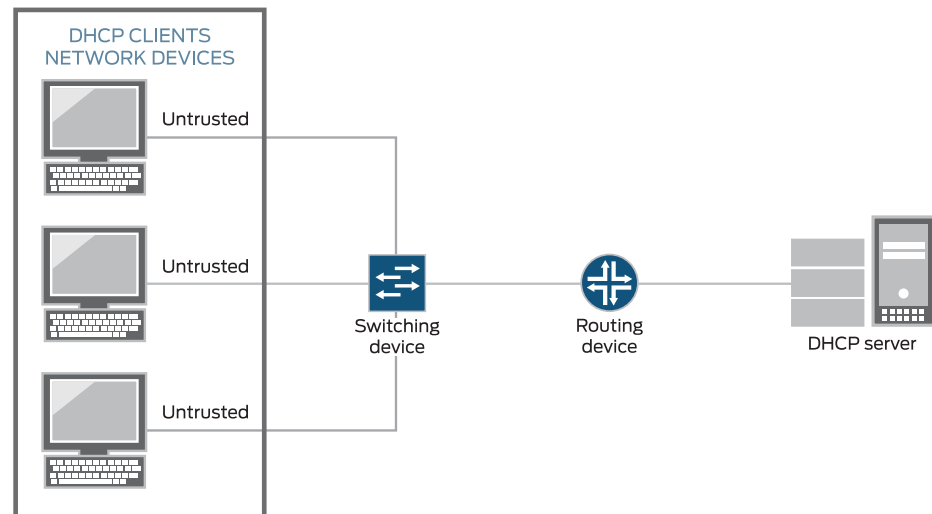 DHCP CLIENTS
NETWORK DEVICES
Untrusted
Untrusted
Switching
device
Routing
device
DHCP server
Untrusted